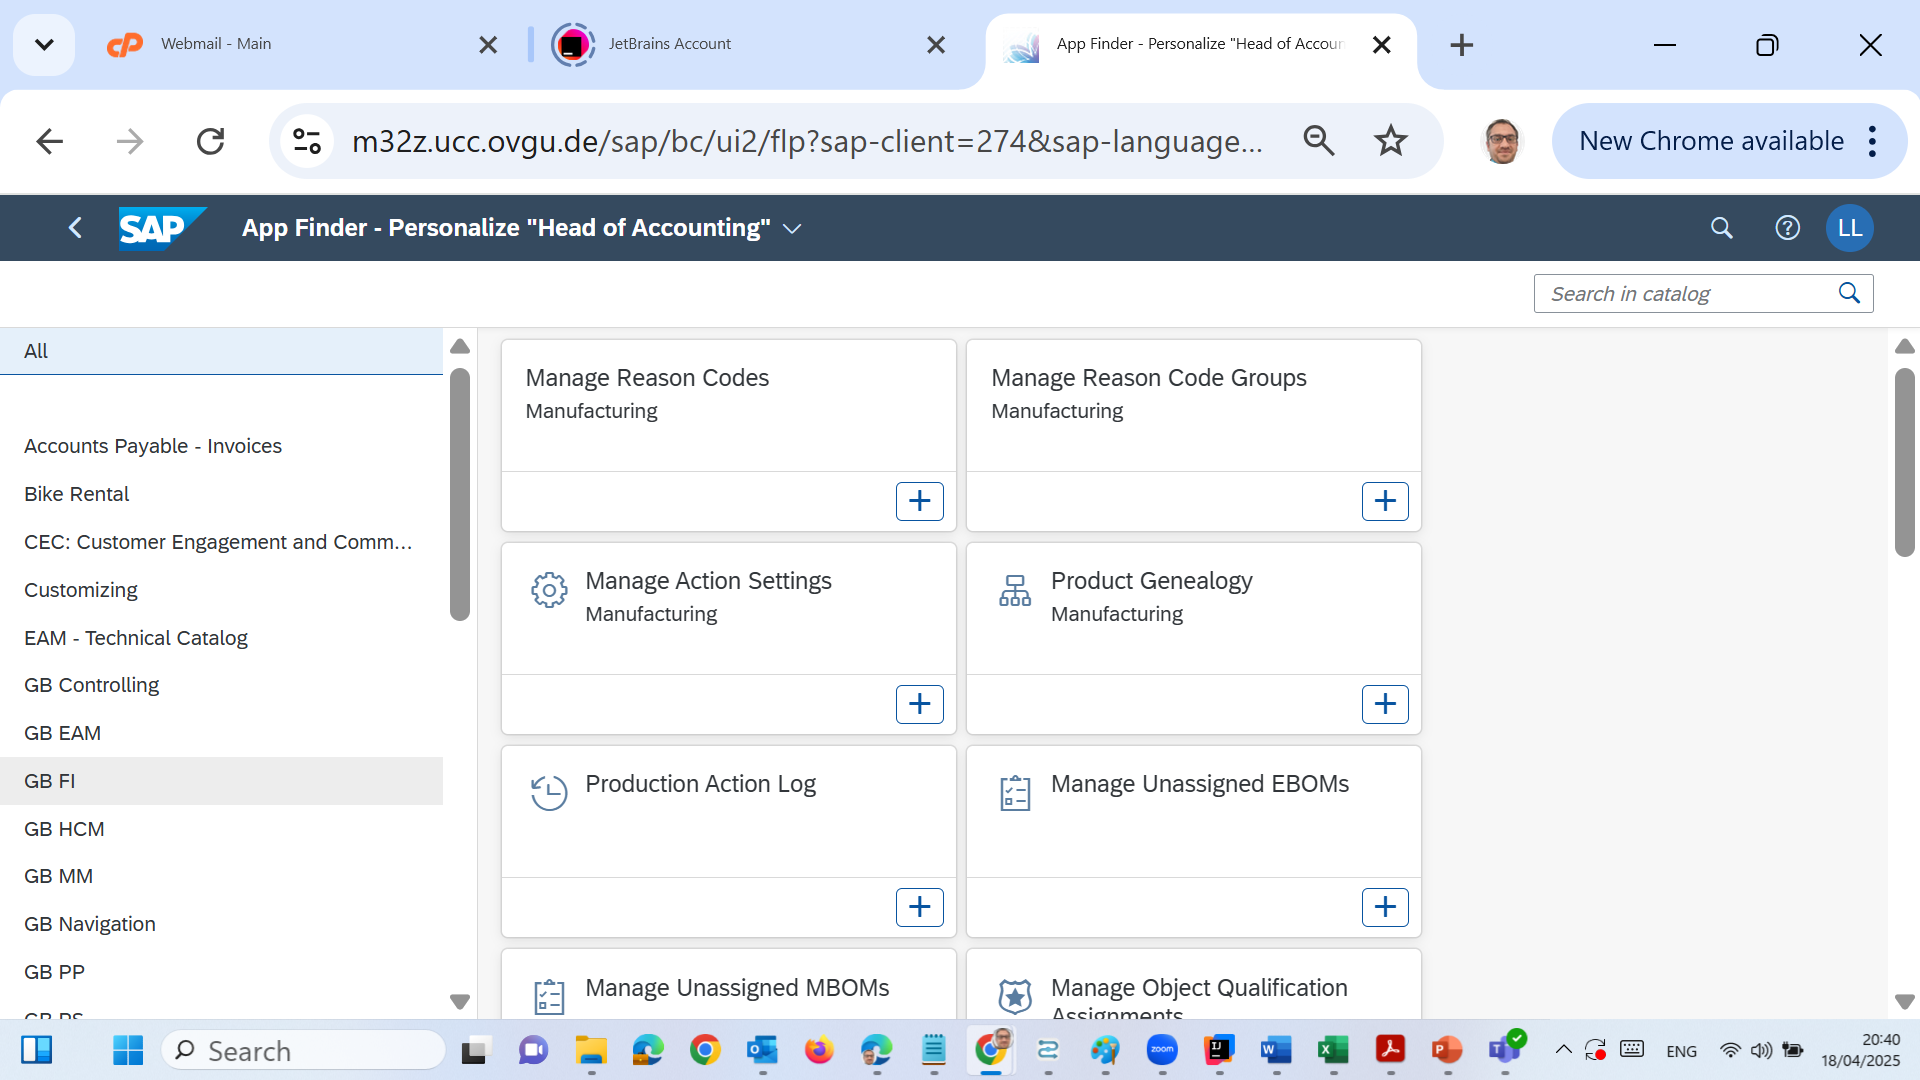 Webmail - Main
JetBrains Account
App Finder - Personalize "Head of Accour
m32z.ucc.ovgu.de/sap/bc/ui2/flp?sap-client=274&sap-language...
New Chrome available
SAP
App Finder - Personalize "Head of Accounting"
LL
Search in catalog
All
Accounts Payable - Invoices
Bike Rental
CEC: Customer Engagement and Comm...
Customizing
EAM - Technical Catalog
GB Controlling
GB EAM
GB FI
GB HCM
GB MM
GB Navigation
GB PP
GB PS
Manage Reason Codes
Manufacturing
Manage Reason Code Groups
Manufacturing
Manage Action Settings
Manufacturing
Product Genealogy
Manufacturing
Production Action Log
Manage Unassigned EBOMs
Manage Unassigned MBOMs
Manage Object Qualification
Assignments
Search
zoom
ENG
20:40
18/04/2025